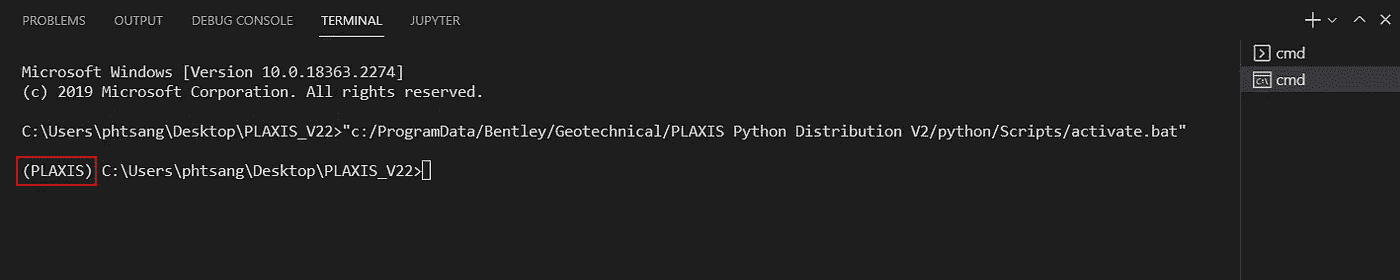 PROBLEMS OUTPUT DEBUG CONSOLE TERMINAL JUPYTER
cmd
cmd
Microsoft Windows [Version 10.0.18363.2274]
(c) 2019 Microsoft Corporation. All rights reserved.
C:\Users\phtsang\Desktop\PLAXIS_V22>"c:/ProgramData/Bentley/Geotechnical/PLAXIS Python Distribution V2/python/Scripts/activate.bat"
(PLAXIS) C:\Users\phtsang\Desktop\PLAXIS_V22>